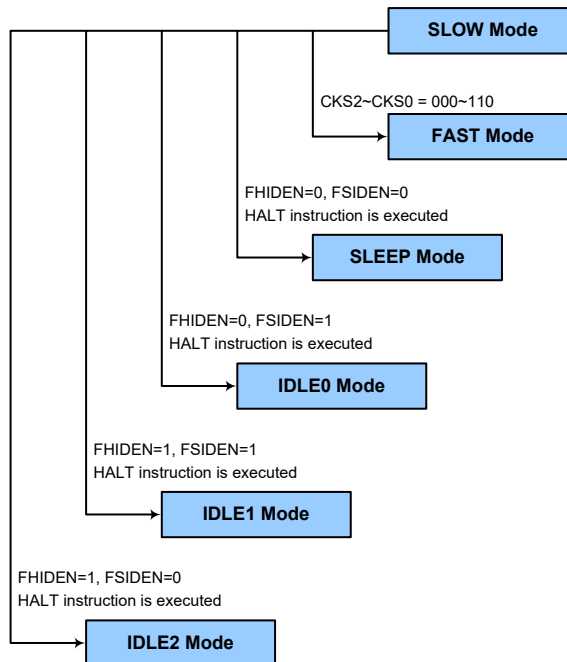 SLOW Mode
CKS2~CKS0 = 000~110
FAST Mode
FHIDEN=0, FSIDEN=0
HALT instruction is executed
SLEEP Mode
FHIDEN=0, FSIDEN=1
HALT instruction is executed
IDLE0 Mode
FHIDEN=1, FSIDEN=1
HALT instruction is executed
IDLE1 Mode
FHIDEN=1, FSIDEN=0
HALT instruction is executed
IDLE2 Mode